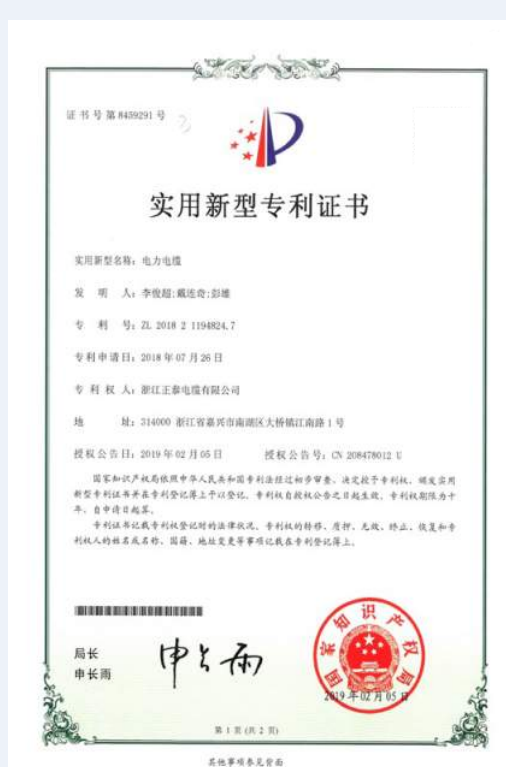 证书号第8459291号
实用新型专利证书
实用新型名称：电力电缆
发 明 人：李俊超;戴连奇;彭雄
专 利 号：ZL 2018 2 1194824.7
专利申请日：2018年07月26日
专 利 权 人：浙江正泰电缆有限公司
地 址：314000 浙江省嘉兴市南湖区大桥镇江南路1号
授权公告日：2019年02月05日 授权公告号：CN 208478012 U
国家知识产权局依照中华人民共和国专利法经过初步审查，决定授予专利权，颁发实用
新型专利证书并在专利登记簿上予以登记。专利权自授权公告之日起生效。专利权期限为十
年，自申请日起算。
专利证书记载专利权登记时的法律状况。专利权的转移、质押、无效、终止、恢复和专
利权人的姓名或名称、国籍、地址变更等事项记载在专利登记簿上。
局长
申长雨
申长雨
国家知识产权局
2019年02月05日
第 1 页 (共 2 页)
其他事项参见背面